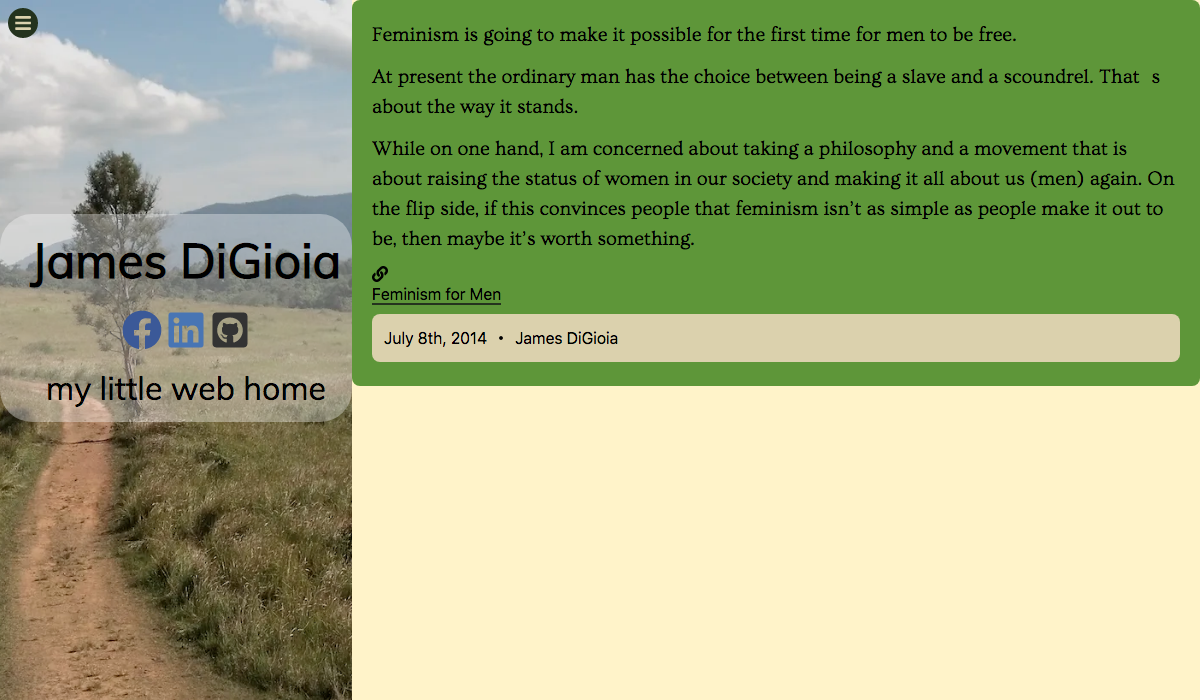 James DiGioia
my little web home
Feminism is going to make it possible for the first time for men to be free.
At present the ordinary man has the choice between being a slave and a scoundrel. That  s
about the way it stands.
While on one hand, I am concerned about taking a philosophy and a movement that is
about raising the status of women in our society and making it all about us (men) again. On
the flip side, if this convinces people that feminism isn’t as simple as people make it out to
be, then maybe it’s worth something.
Feminism for Men
July 8th, 2014 • James DiGioia